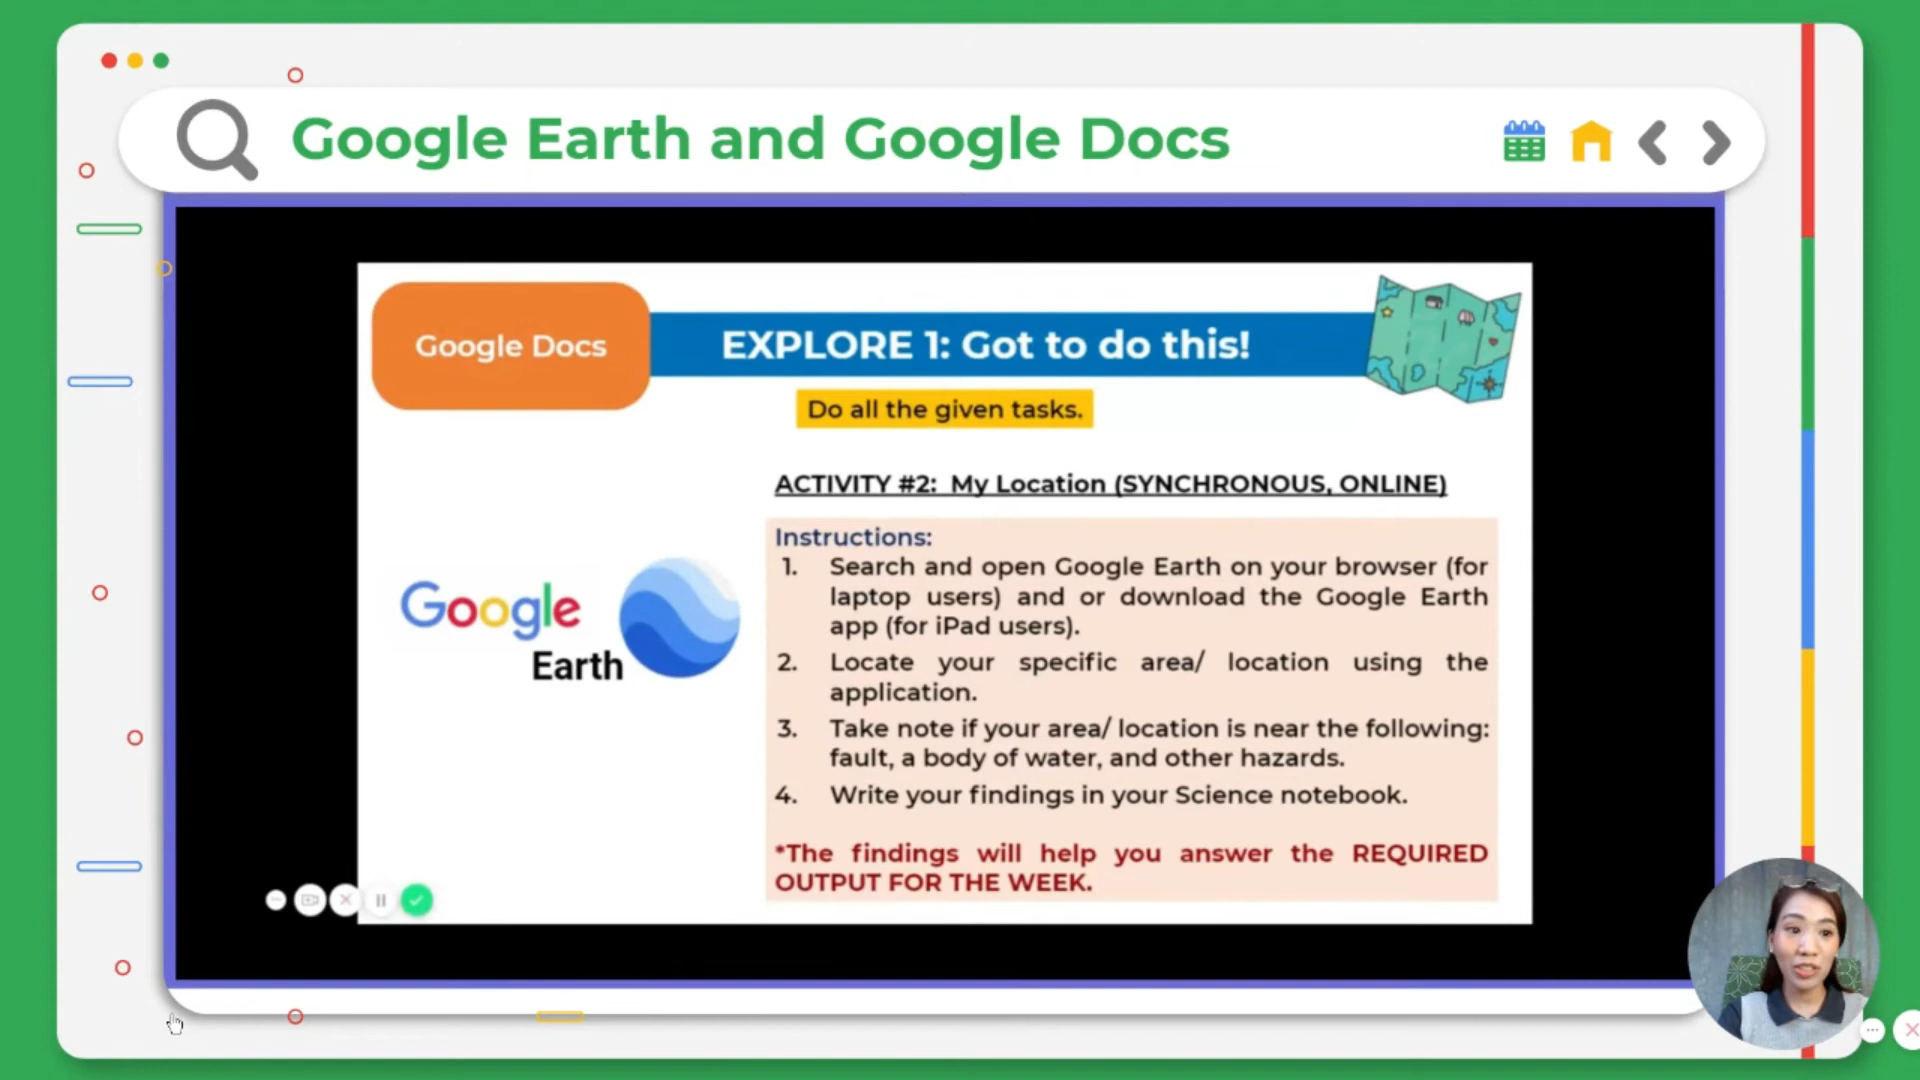 Google Earth and Google Docs
Google Docs
EXPLORE 1: Got to do this!
Do all the given tasks.
ACTIVITY #2: My Location (SYNCHRONOUS, ONLINE)
Instructions:
1. Search and open Google Earth on your browser (for
laptop users) and or download the Google Earth
app (for iPad users).
2. Locate your specific area/ location using the
application.
3. Take note if your area/ location is near the following:
fault, a body of water, and other hazards.
4. Write your findings in your Science notebook.
*The findings will help you answer the REQUIRED
OUTPUT FOR THE WEEK.
Google
Earth